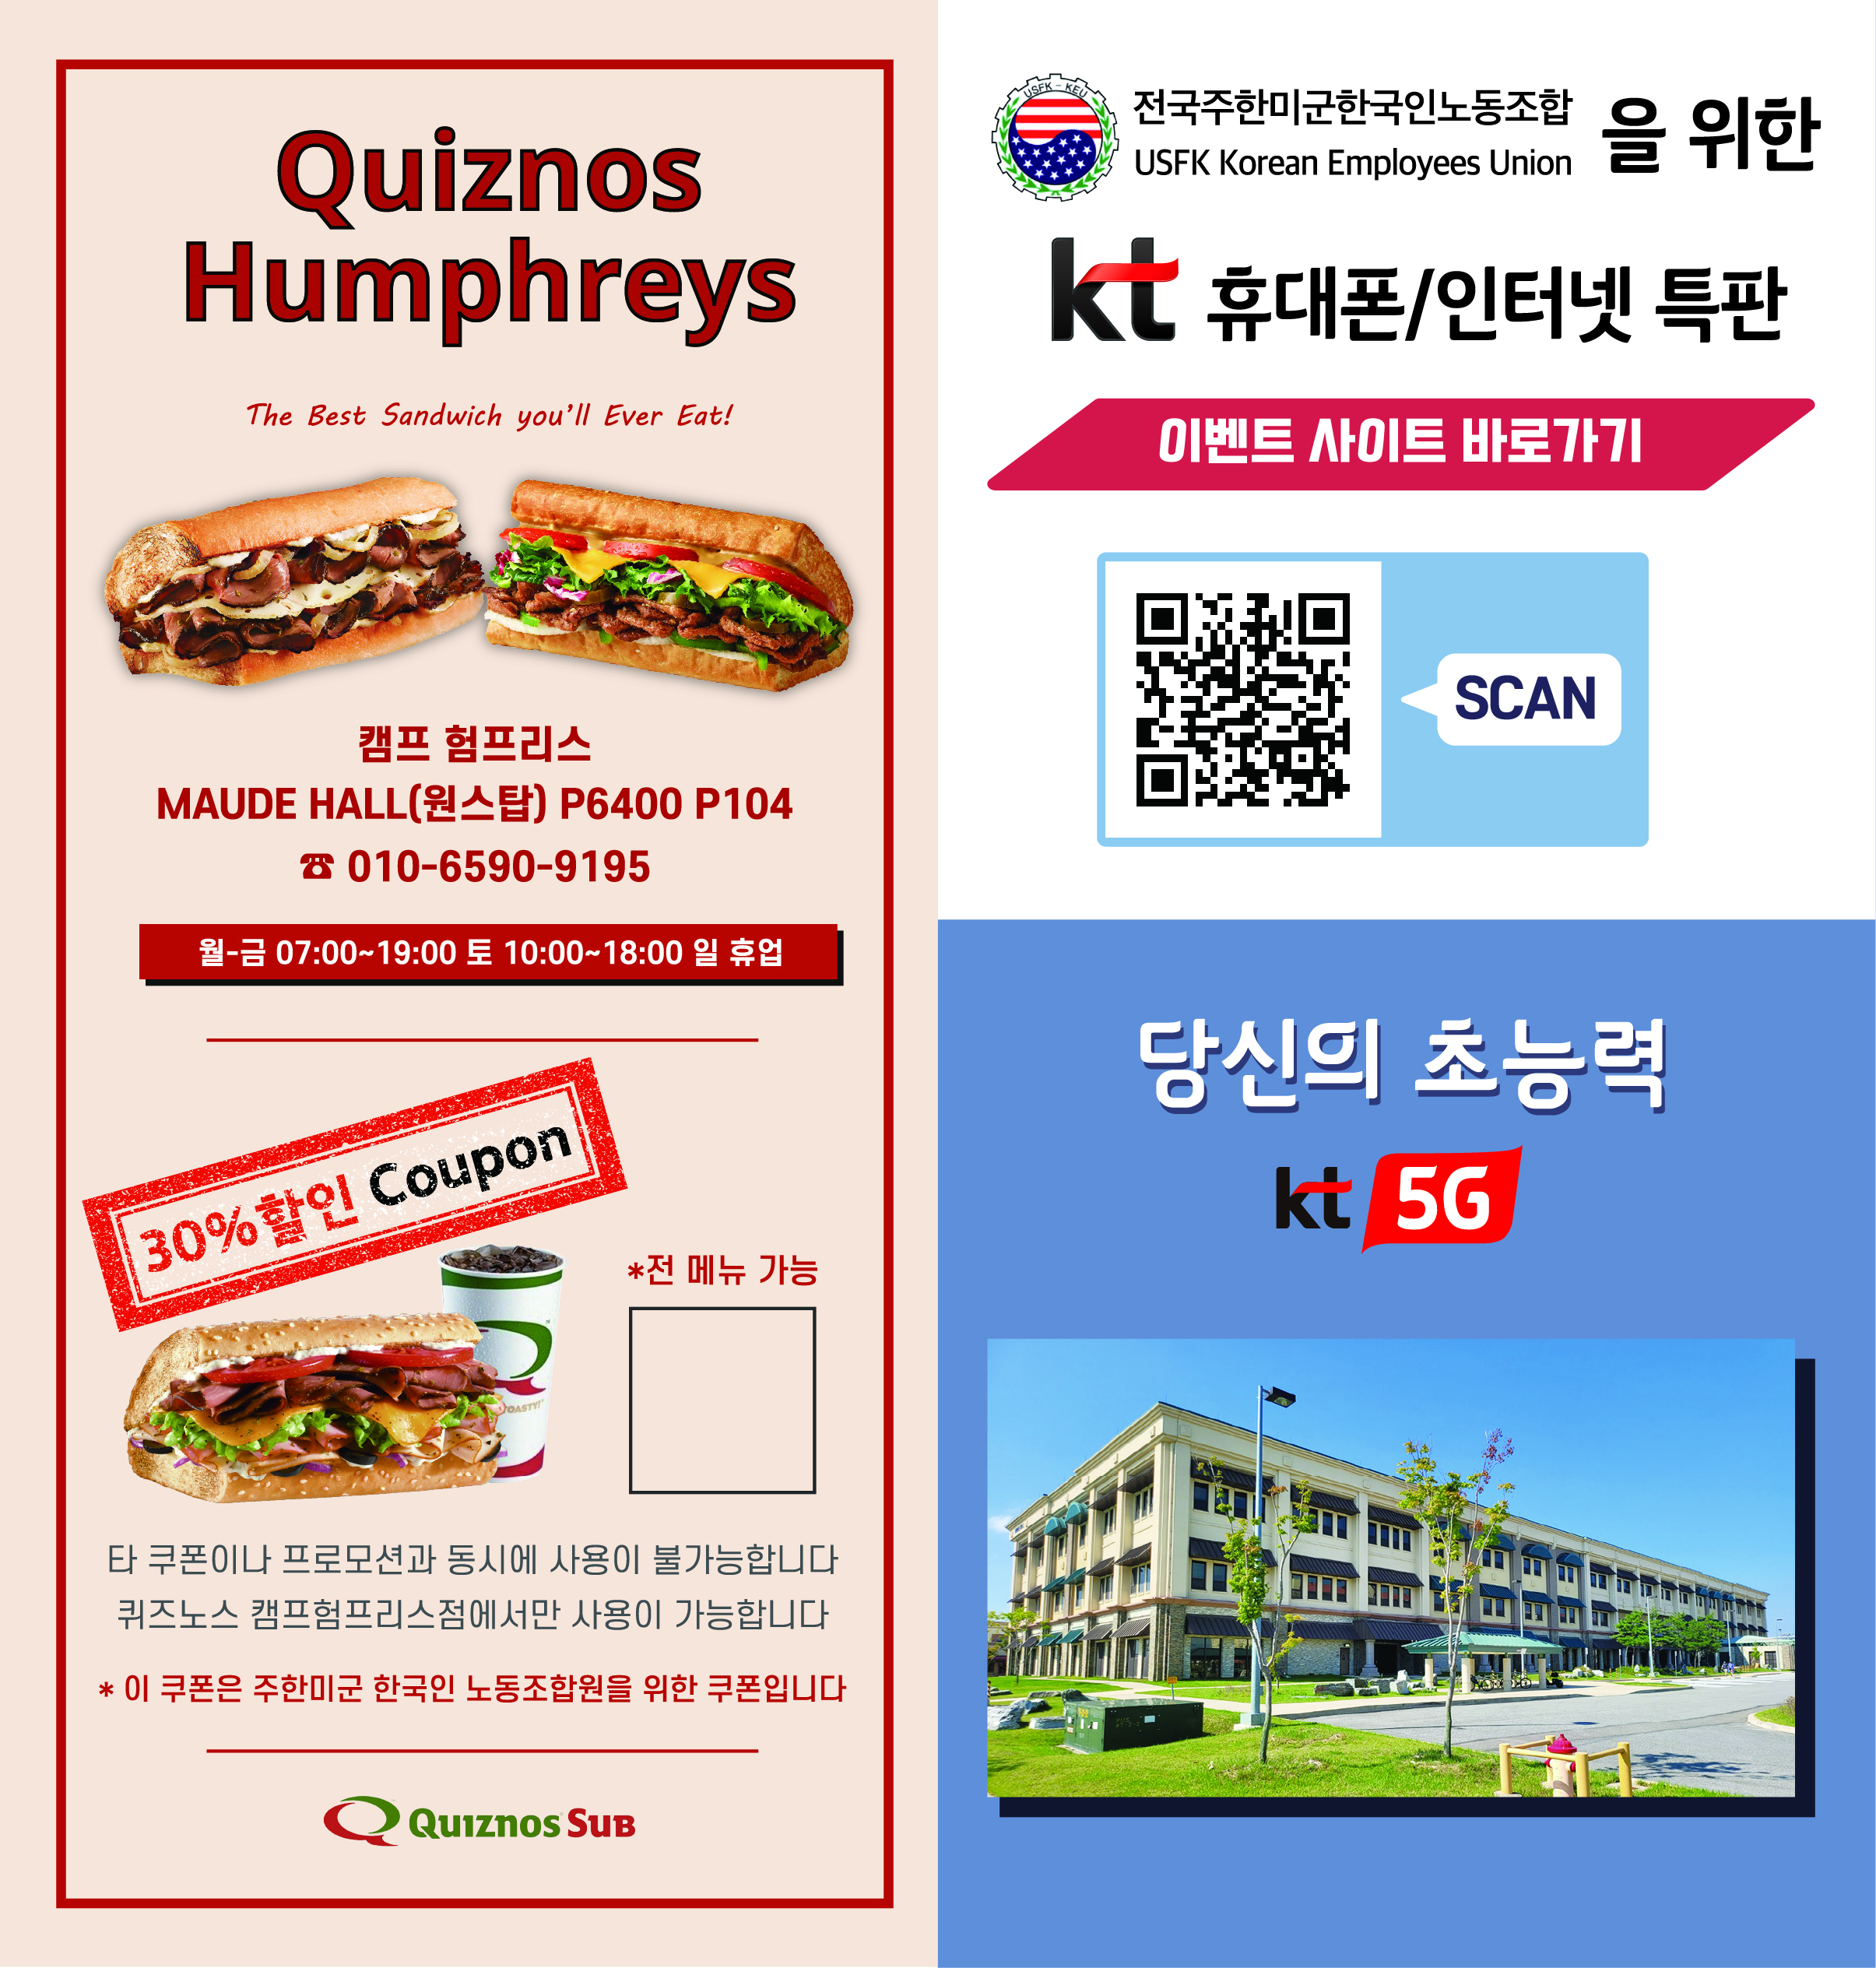 Quiznos
Humphreys
The Best Sandwich you'll Ever Eat!
캠프 험프리스
MAUDE HALL(원스탑) P6400 P104
☎ 010-6590-9195
월-금 07:00~19:00 토 10:00~18:00 일 휴업
30%할인 Coupon
*전 메뉴 가능
TOASTY!
타 쿠폰이나 프로모션과 동시에 사용이 불가능합니다
퀴즈노스 캠프험프리스점에서만 사용이 가능합니다
* 이 쿠폰은 주한미군 한국인 노동조합원을 위한 쿠폰입니다
QUIZNOS SUB
USFK - KEU
전국주한미군한국인노동조합 을 위한
USFK Korean Employees Union
kt 휴대폰/인터넷 특판
이벤트 사이트 바로가기
SCAN
당신의 초능력
kt 5G